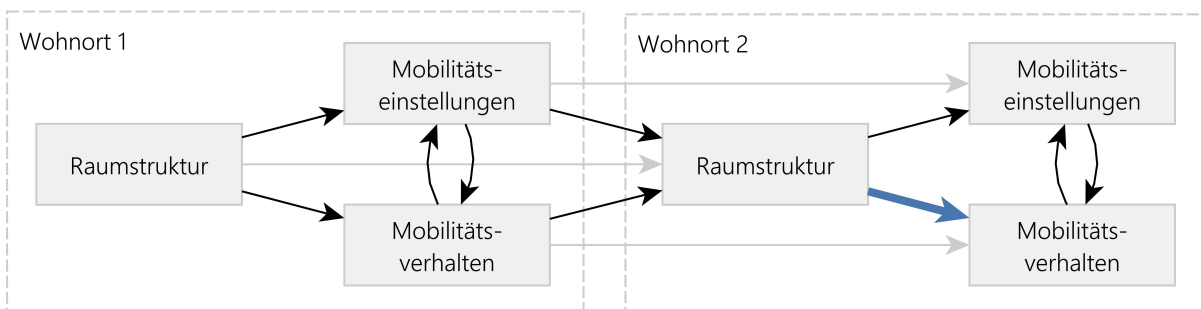 Wohnort 1
Raumstruktur
Mobilitäts-
einstellungen
Mobilitäts-
verhalten
Wohnort 2
Raumstruktur
Mobilitäts-
einstellungen
Mobilitäts-
verhalten